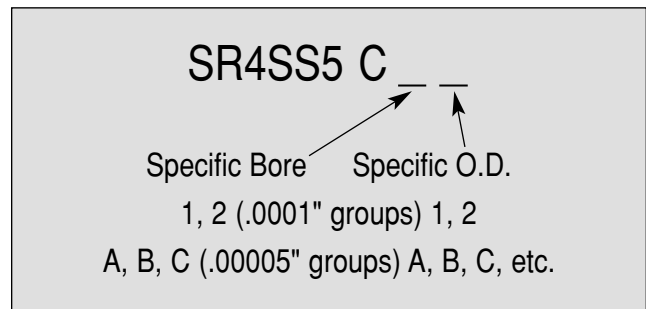 SR4SS5 C _ _
Specific Bore Specific O.D.
1, 2 (.0001" groups) 1, 2
A, B, C (.00005" groups) A, B, C, etc.